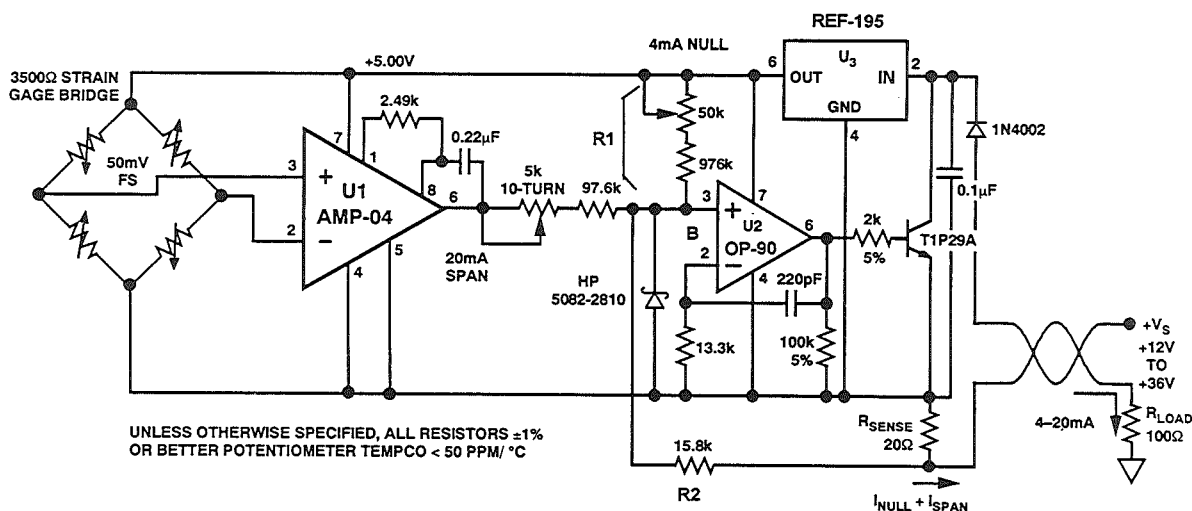 REF-195
4mA NULL
+5.00V
6
OUT
U3
IN
2
GND
4
3500Ω STRAIN
GAGE BRIDGE
2.49k
0.22µF
50k
1N4002
50mV
FS
7
1
R1
5k
10-TURN
97.6k
976k
0.1µF
3
+
U1
AMP-04
8
6
7
3
+
U2
OP-90
6
2k
5%
T1P29A
B
2
–
5
4
20mA
SPAN
2
–
4
220pF
HP
5082-2810
13.3k
100k
5%
+VS
+12V
TO
+36V
RSENSE
20Ω
4–20mA
RLOAD
100Ω
UNLESS OTHERWISE SPECIFIED, ALL RESISTORS ±1%
OR BETTER POTENTIOMETER TEMPCO < 50 PPM/ °C
15.8k
R2
INULL + ISPAN